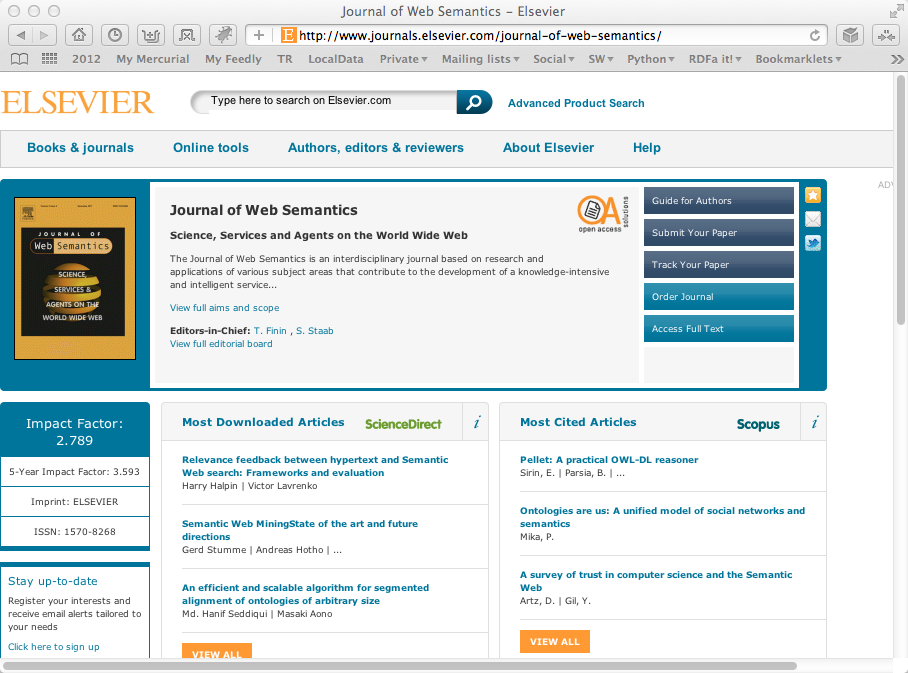 Journal of Web Semantics – Elsevier
http://www.journals.elsevier.com/journal-of-web-semantics/
2012 My Mercurial My Feedly TR LocalData Private Mailing lists Social SW Python RDFa it! Bookmarklets
ELSEVIER
Type here to search on Elsevier.com
Advanced Product Search
Books & journals Online tools Authors, editors & reviewers About Elsevier Help
ADV
JOURNAL OF
Web Semantics
SCIENCE,
SERVICES &
AGENTS ON THE
WORLD WIDE WEB
Journal of Web Semantics
Science, Services and Agents on the World Wide Web
OA solutions
open access
The Journal of Web Semantics is an interdisciplinary journal based on research and
applications of various subject areas that contribute to the development of a knowledge-intensive
and intelligent service...
View full aims and scope
Editors-in-Chief: T. Finin , S. Staab
View full editorial board
Guide for Authors
Submit Your Paper
Track Your Paper
Order Journal
Access Full Text
Impact Factor:
2.789
5-Year Impact Factor: 3.593
Imprint: ELSEVIER
ISSN: 1570-8268
Stay up-to-date
Register your interests and
receive email alerts tailored to
your needs
Click here to sign up
Most Downloaded Articles ScienceDirect i
Relevance feedback between hypertext and Semantic
Web search: Frameworks and evaluation
Harry Halpin | Victor Lavrenko
Semantic Web MiningState of the art and future
directions
Gerd Stumme | Andreas Hotho | ...
An efficient and scalable algorithm for segmented
alignment of ontologies of arbitrary size
Md. Hanif Seddiqui | Masaki Aono
VIEW ALL
Most Cited Articles Scopus i
Pellet: A practical OWL-DL reasoner
Sirin, E. | Parsia, B. | ...
Ontologies are us: A unified model of social networks and
semantics
Mika, P.
A survey of trust in computer science and the Semantic
Web
Artz, D. | Gil, Y.
VIEW ALL